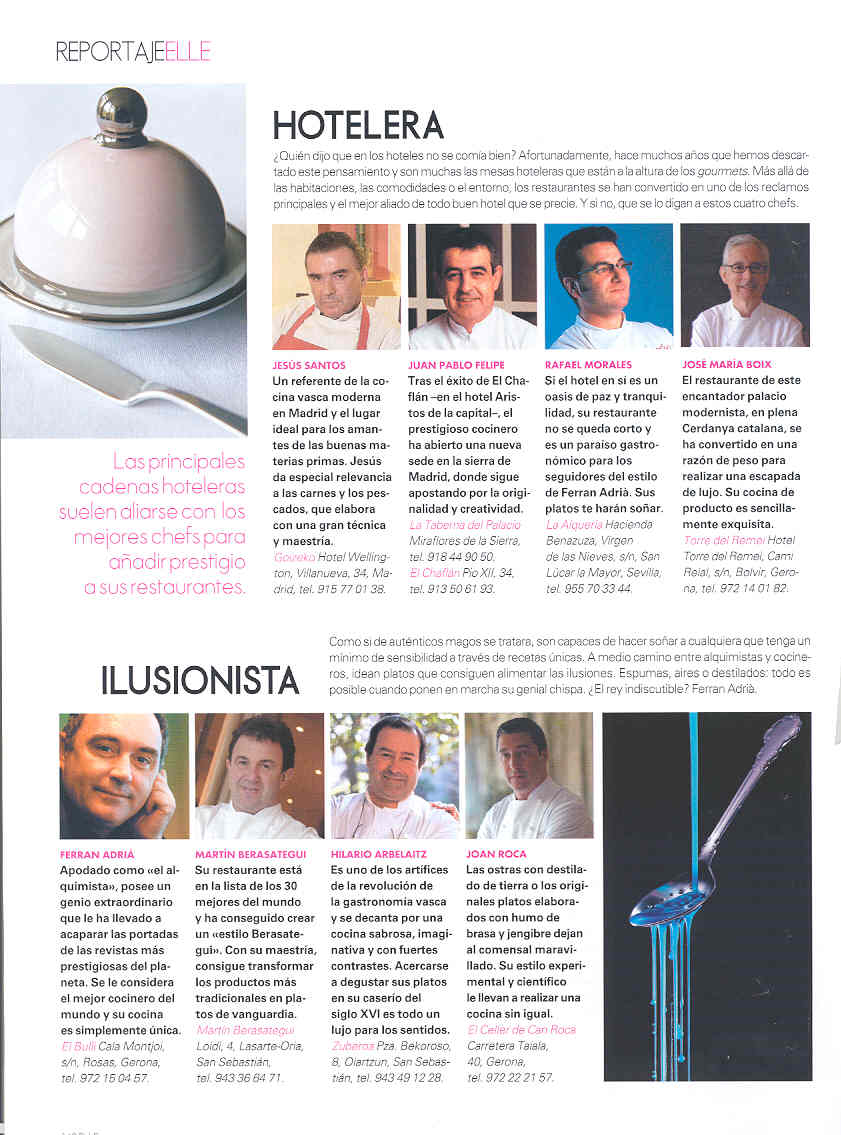 REPORTAJEELLE
HOTELERA
¿Quién dijo que en los hoteles no se comía bien? Afortunadamente, hace muchos años que hemos descar-
tado este pensamiento y son muchas las mesas hoteleras que están a la altura de los gourmets. Más allá de
las habitaciones, las comodidades o el entorno, los restaurantes se han convertido en uno de los reclamos
principales y el mejor aliado de todo buen hotel que se precie. Y si no, que se lo digan a estos cuatro chefs.
Las principales
cadenas hoteleras
suelen aliarse con los
mejores chefs para
añadir prestigio
a sus restaurantes.
JESÚS SANTOS
Un referente de la co-
cina vasca moderna
en Madrid y el lugar
ideal para los aman-
tes de las buenas ma-
terias primas. Jesús
da especial relevancia
a las carnes y los pes-
cados, que elabora
con una gran técnica
y maestría.
Goureko Hotel Welling-
ton, Villanueva, 34, Ma-
drid, tel. 915 77 01 38.
JUAN PABLO FELIPE
Tras el éxito de El Cha-
flán –en el hotel Aris-
tos de la capital–, el
prestigioso cocinero
ha abierto una nueva
sede en la sierra de
Madrid, donde sigue
apostando por la origi-
nalidad y creatividad.
La Taberna del Palacio
Miraflores de la Sierra,
tel. 918 44 90 50.
El Chaflán Pío XII, 34,
tel. 913 50 61 93.
RAFAEL MORALES
Si el hotel en sí es un
oasis de paz y tranqui-
lidad, su restaurante
no se queda corto y
es un paraíso gastro-
nómico para los
seguidores del estilo
de Ferran Adrià. Sus
platos te harán soñar.
La Alquería Hacienda
Benazuza, Virgen
de las Nieves, s/n, San
Lúcar la Mayor, Sevilla,
tel. 955 70 33 44.
JOSÉ MARÍA BOIX
El restaurante de este
encantador palacio
modernista, en plena
Cerdanya catalana, se
ha convertido en una
razón de peso para
realizar una escapada
de lujo. Su cocina de
producto es sencilla-
mente exquisita.
Torre del Remei Hotel
Torre del Remei, Camí
Reial, s/n, Bolvir, Gero-
na, tel. 972 14 01 82.
ILUSIONISTA
Como si de auténticos magos se tratara, son capaces de hacer soñar a cualquiera que tenga un
mínimo de sensibilidad a través de recetas únicas. A medio camino entre alquimistas y cocine-
ros, idean platos que consiguen alimentar las ilusiones. Espumas, aires o destilados: todo es
posible cuando ponen en marcha su genial chispa. ¿El rey indiscutible? Ferran Adrià.
FERRAN ADRIÁ
Apodado como «el al-
quimista», posee un
genio extraordinario
que le ha llevado a
acaparar las portadas
de las revistas más
prestigiosas del pla-
neta. Se le considera
el mejor cocinero del
mundo y su cocina
es simplemente única.
El Bulli Cala Montjoi,
s/n, Rosas, Gerona,
tel. 972 15 04 57.
MARTÍN BERASATEGUI
Su restaurante está
en la lista de los 30
mejores del mundo
y ha conseguido crear
un «estilo Berasate-
gui». Con su maestría,
consigue transformar
los productos más
tradicionales en pla-
tos de vanguardia.
Martín Berasategui
Loidi, 4, Lasarte-Oria,
San Sebastián,
tel. 943 36 64 71.
HILARIO ARBELAITZ
Es uno de los artífices
de la revolución de
la gastronomía vasca
y se decanta por una
cocina sabrosa, imagi-
nativa y con fuertes
contrastes. Acercarse
a degustar sus platos
en su caserío del
siglo XVI es todo un
lujo para los sentidos.
Zuberoa Pza. Bekoroso,
8, Oiartzun, San Sebas-
tián, tel. 943 49 12 28.
JOAN ROCA
Las ostras con destila-
do de tierra o los origi-
nales platos elabora-
dos con humo de
brasa y jengibre dejan
al comensal maravi-
llado. Su estilo experi-
mental y científico
le llevan a realizar una
cocina sin igual.
El Celler de Can Roca
Carretera Taialà,
40, Gerona,
tel. 972 22 21 57.